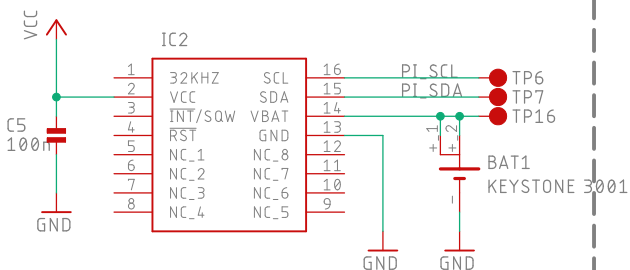 VCC
IC2
1 32KHZ SCL 16 PI_SCL TP6
2 VCC SDA 15 PI_SDA TP7
3 INT/SQW VBAT 14 TP16
4 RST GND 13
5 NC_1 NC_8 12
6 NC_2 NC_7 11
7 NC_3 NC_6 10
8 NC_4 NC_5 9
C5
100n
GND
+_1 +_2
BAT1
KEYSTONE 3001
-
GND
GND